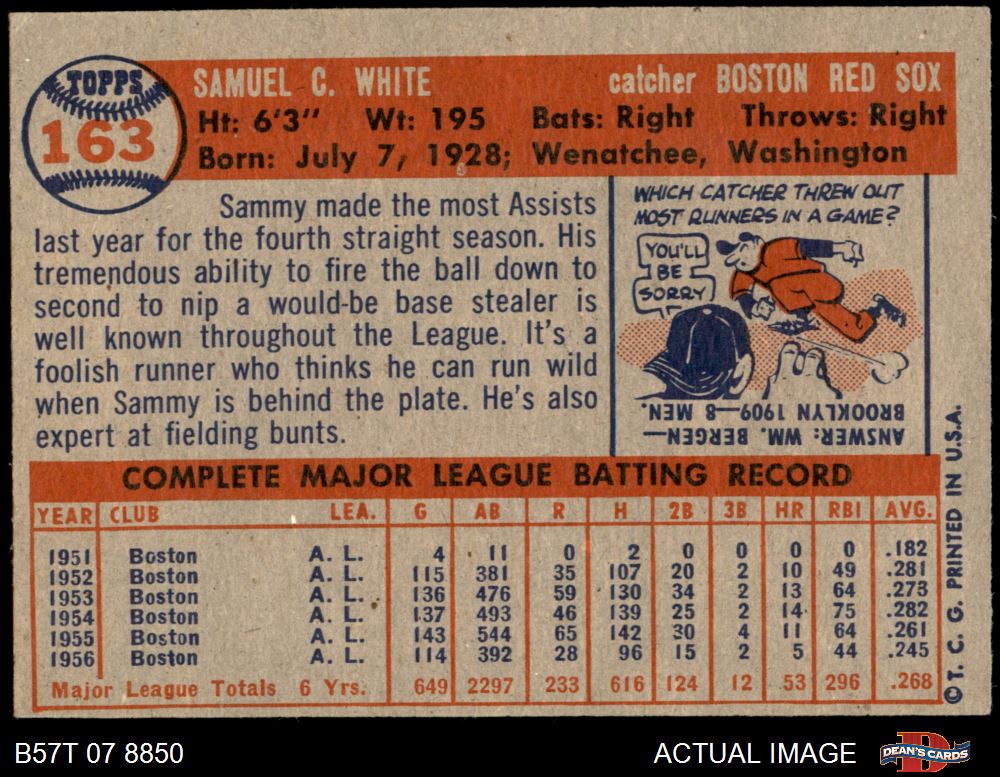 TOPPS
163
SAMUEL C. WHITE catcher BOSTON RED SOX
Ht: 6'3" Wt: 195 Bats: Right Throws: Right
Born: July 7, 1928; Wenatchee, Washington
Sammy made the most Assists
last year for the fourth straight season. His
tremendous ability to fire the ball down to
second to nip a would-be base stealer is
well known throughout the League. It's a
foolish runner who thinks he can run wild
when Sammy is behind the plate. He's also
expert at fielding bunts.
WHICH CATCHER THREW OUT
MOST RUNNERS IN A GAME?
YOU'LL
BE
SORRY
ANSWER: WM. BERGEN—
BROOKLYN 1909—8 MEN.
COMPLETE MAJOR LEAGUE BATTING RECORD
YEAR CLUB LEA. G AB R H 2B 3B HR RBI AVG.
1951 Boston A. L. 4 11 0 2 0 0 0 0 .182
1952 Boston A. L. 115 381 35 107 20 2 10 49 .281
1953 Boston A. L. 136 476 59 130 34 2 13 64 .273
1954 Boston A. L. 137 493 46 139 25 2 14 75 .282
1955 Boston A. L. 143 544 65 142 30 4 11 64 .261
1956 Boston A. L. 114 392 28 96 15 2 5 44 .245
Major League Totals 6 Yrs. 649 2297 233 616 124 12 53 296 .268
© T. C. G. PRINTED IN U.S.A.
B57T 07 8850 ACTUAL IMAGE
D
DEAN'S CARDS